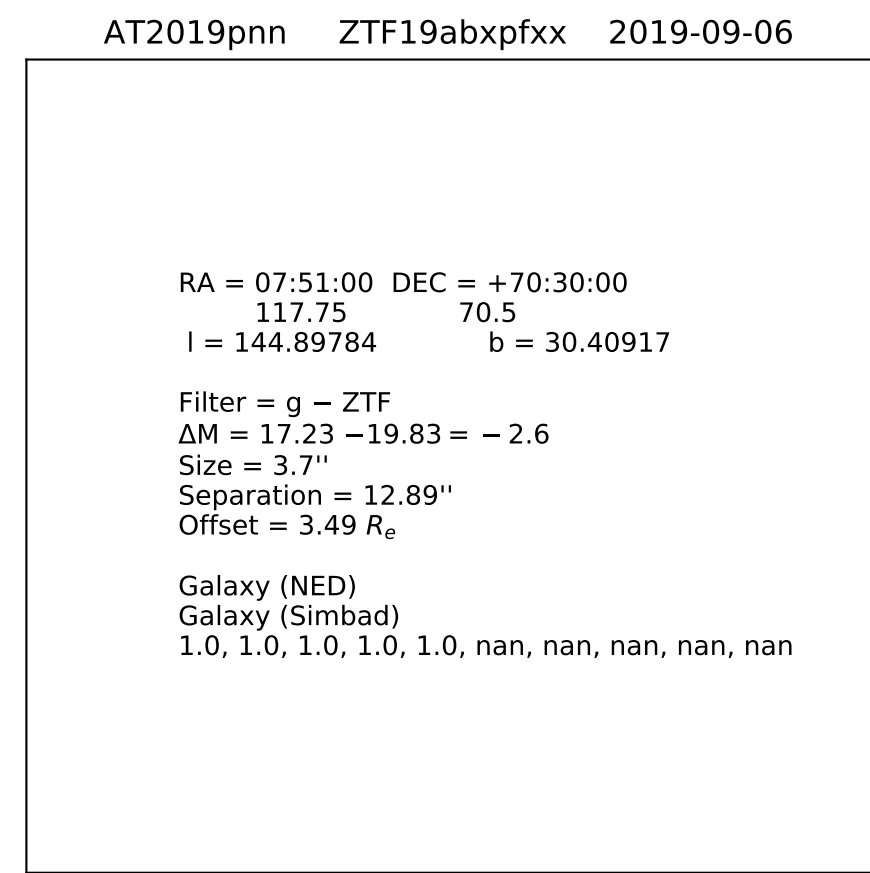 AT2019pnn ZTF19abxpfxx 2019-09-06
RA = 07:51:00 DEC = +70:30:00
117.75 70.5
l = 144.89784 b = 30.40917
Filter = g − ZTF
ΔM = 17.23 −19.83 = − 2.6
Size = 3.7''
Separation = 12.89''
Offset = 3.49 Re
Galaxy (NED)
Galaxy (Simbad)
1.0, 1.0, 1.0, 1.0, 1.0, nan, nan, nan, nan, nan